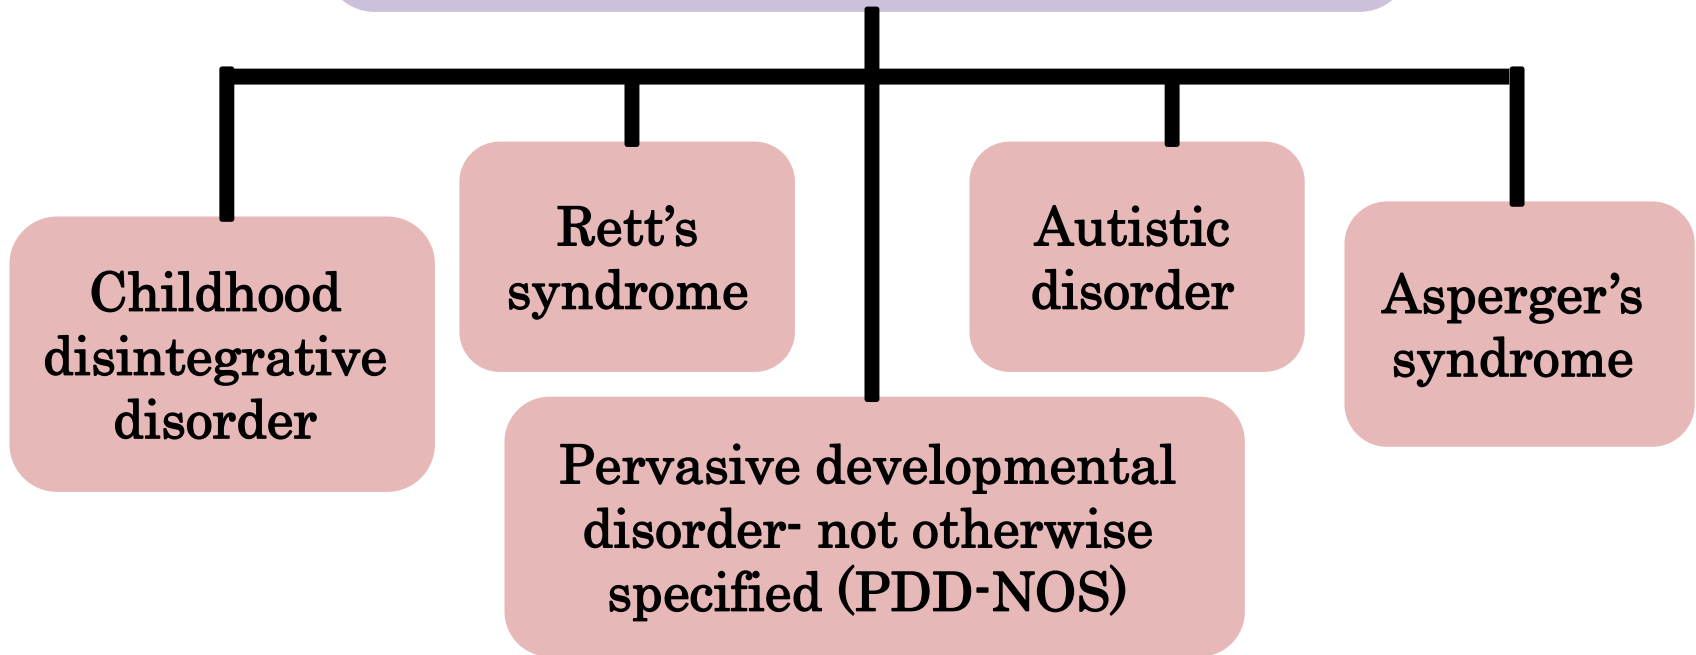 Childhood
disintegrative
disorder
Rett’s
syndrome
Pervasive developmental
disorder- not otherwise
specified (PDD-NOS)
Autistic
disorder
Asperger’s
syndrome